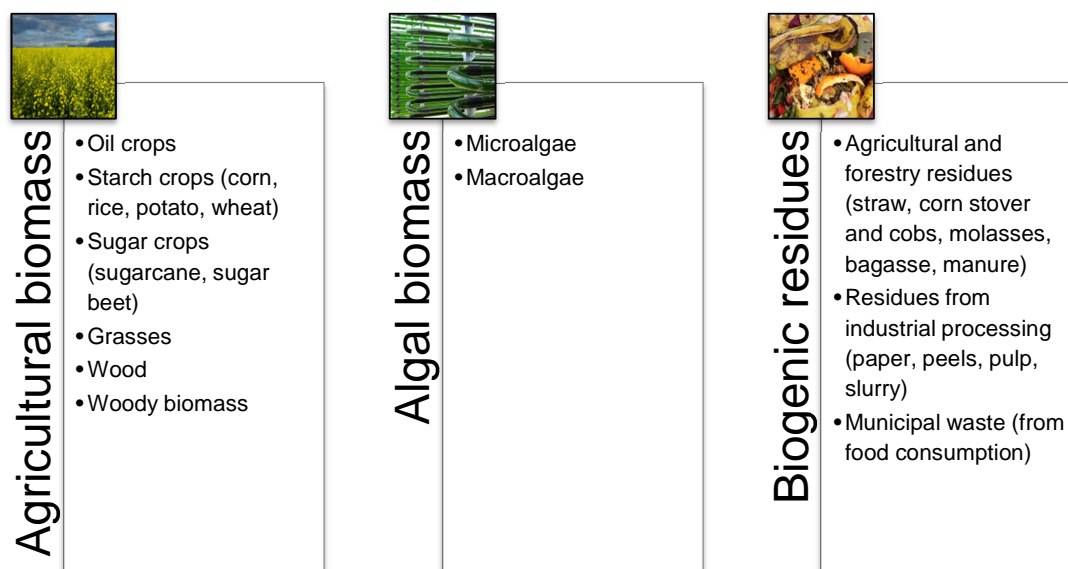 Agricultural biomass
•Oil crops
•Starch crops (corn,
rice, potato, wheat)
•Sugar crops
(sugarcane, sugar
beet)
•Grasses
•Wood
•Woody biomass
Algal biomass
•Microalgae
•Macroalgae
Biogenic residues
•Agricultural and
forestry residues
(straw, corn stover
and cobs, molasses,
bagasse, manure)
•Residues from
industrial processing
(paper, peels, pulp,
slurry)
•Municipal waste (from
food consumption)